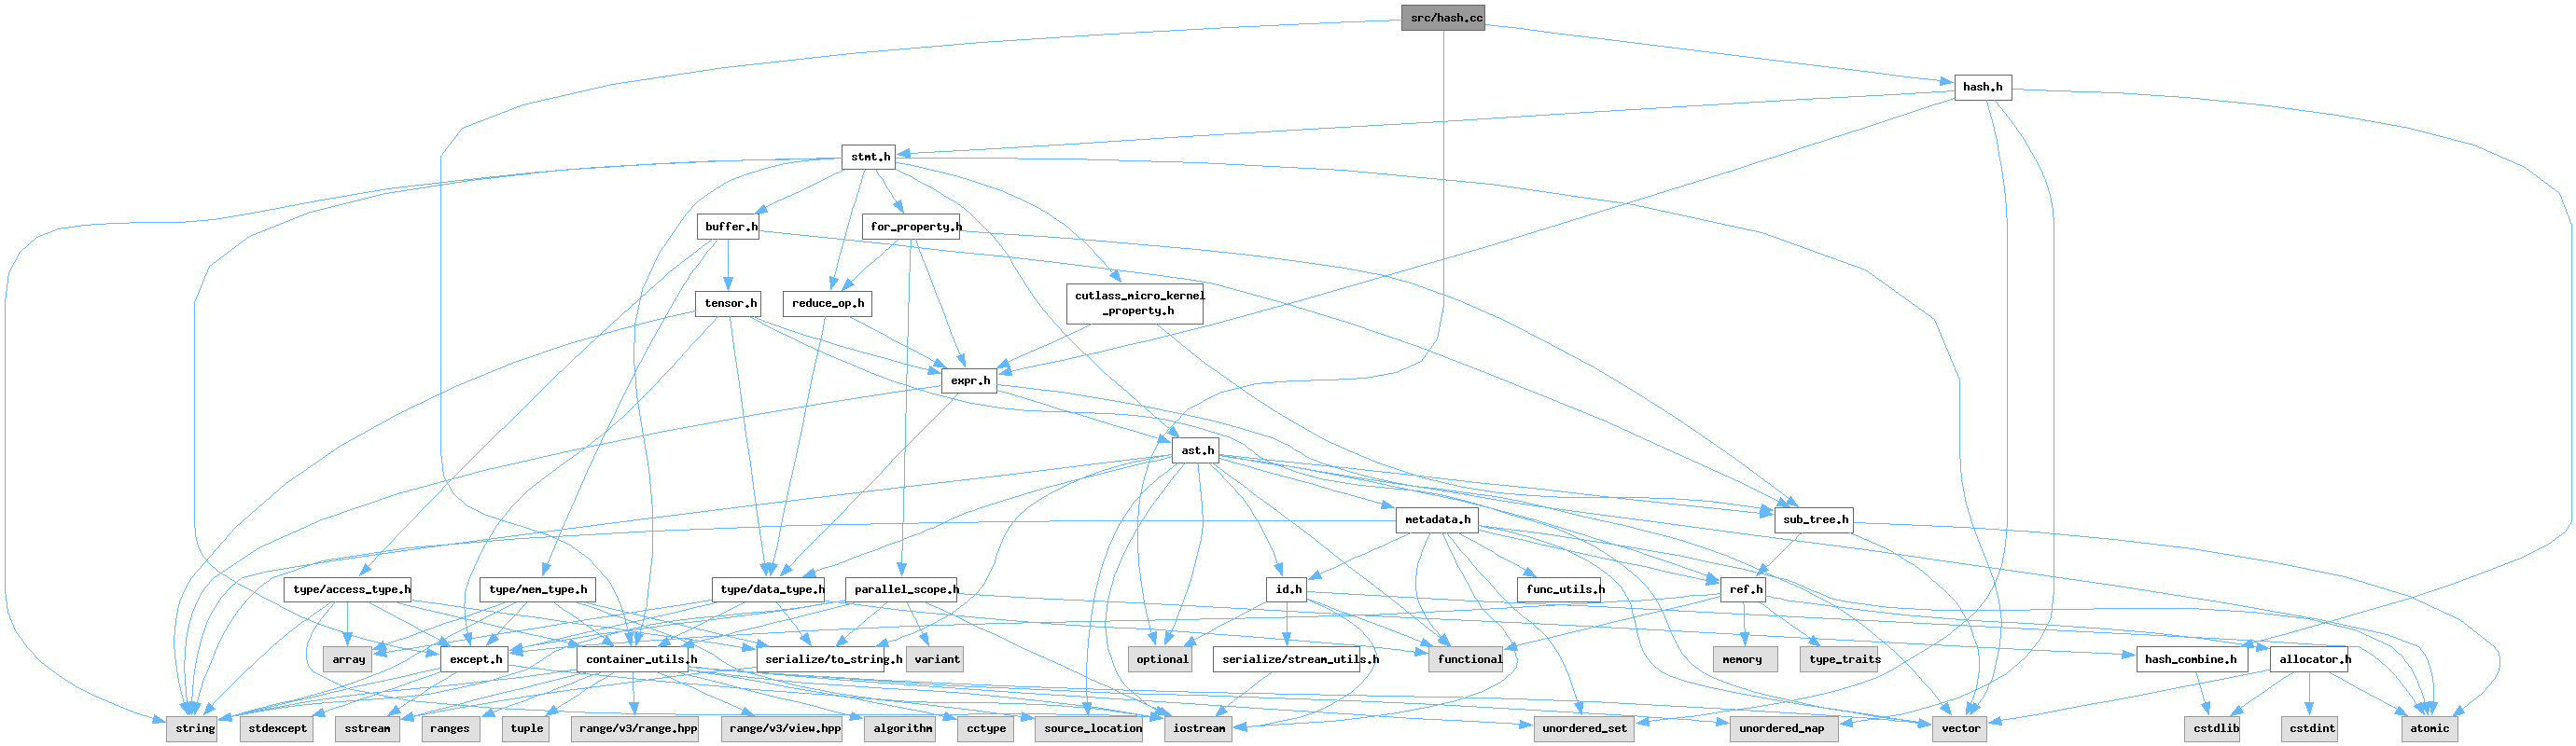 src/hash.cc
hash.h
stmt.h
buffer.h
for_property.h
tensor.h
reduce_op.h
cutlass_micro_kernel
_property.h
expr.h
ast.h
metadata.h
sub_tree.h
type/access_type.h
type/mem_type.h
type/data_type.h
parallel_scope.h
id.h
func_utils.h
ref.h
array
except.h
container_utils.h
serialize/to_string.h
variant
optional
serialize/stream_utils.h
functional
memory
type_traits
hash_combine.h
allocator.h
string
stdexcept
sstream
ranges
tuple
range/v3/range.hpp
range/v3/view.hpp
algorithm
cctype
source_location
iostream
unordered_set
unordered_map
vector
cstdlib
cstdint
atomic